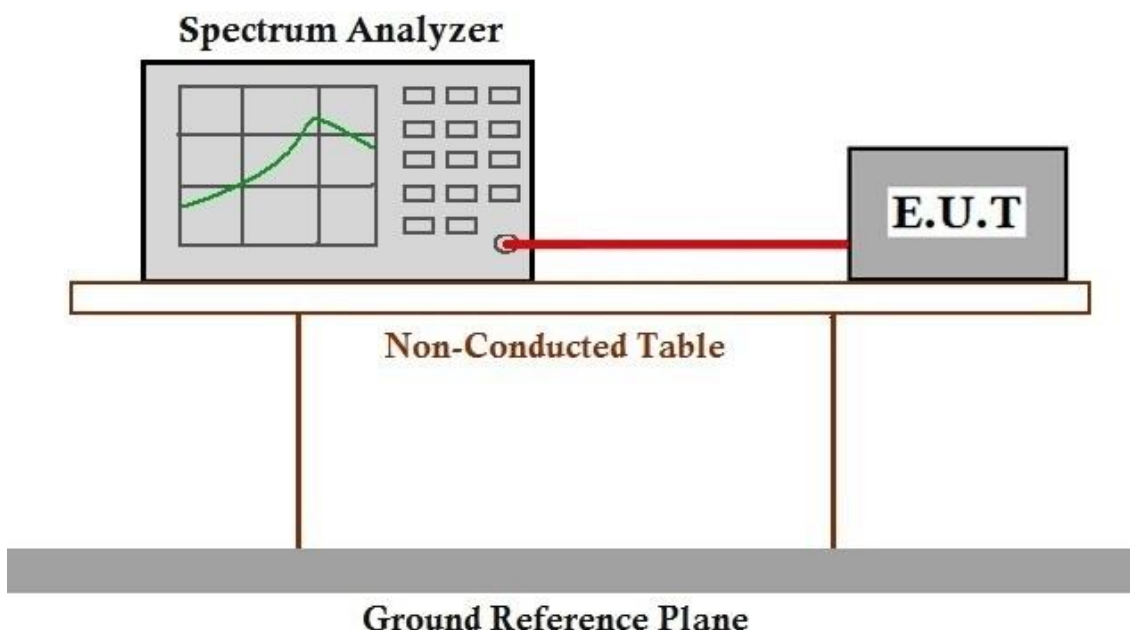 Spectrum Analyzer
E.U.T
Non-Conducted Table
Ground Reference Plane